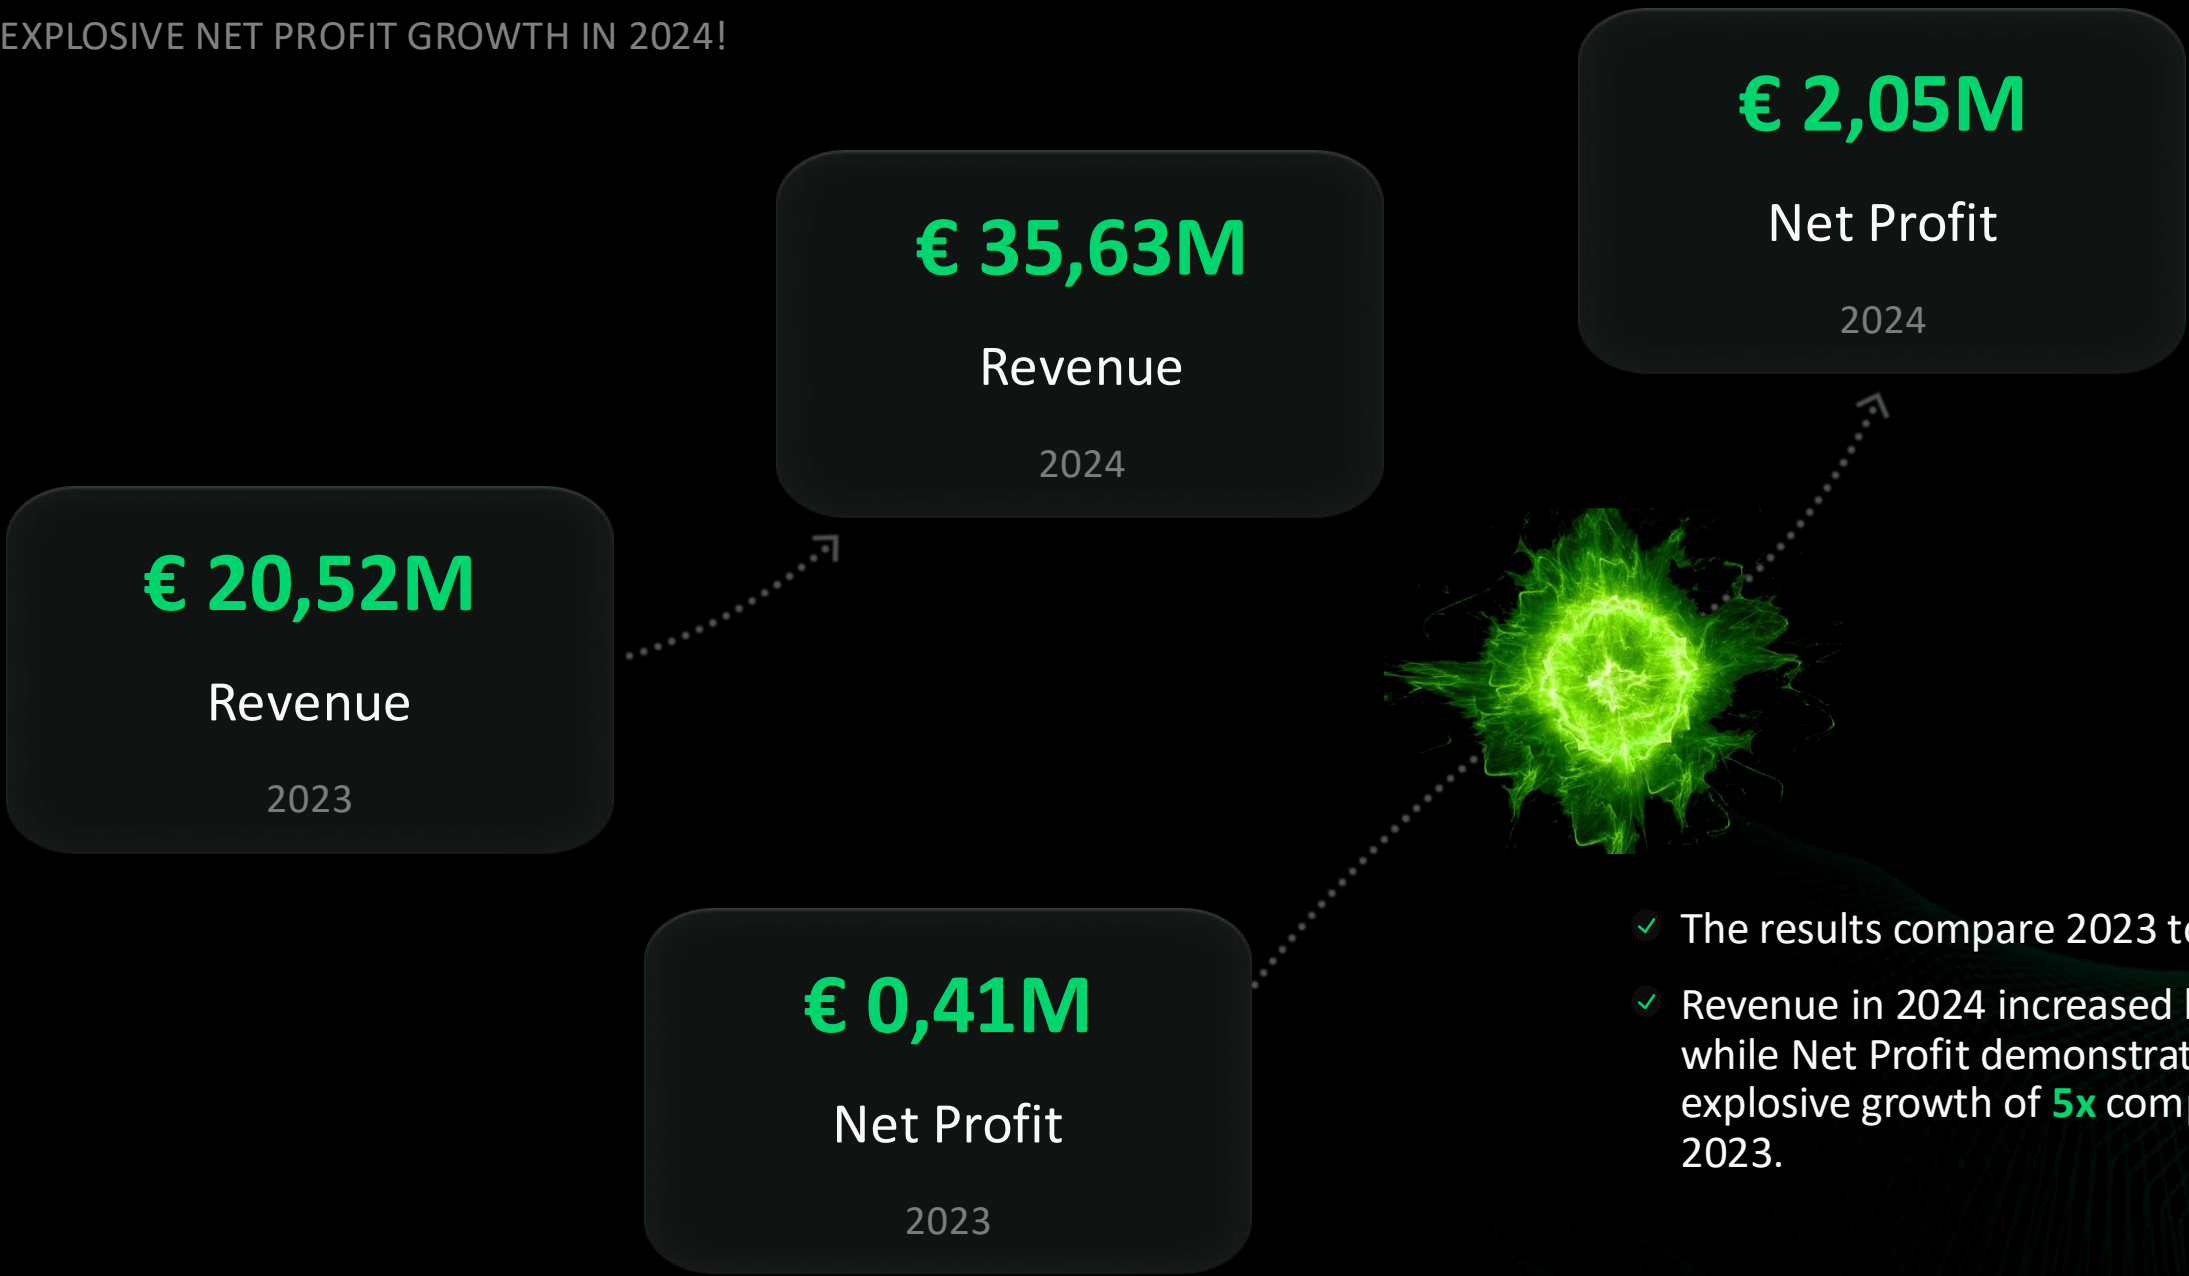 EXPLOSIVE NET PROFIT GROWTH IN 2024!
€ 2,05M
Net Profit
2024
€ 35,63M
Revenue
2024
€ 20,52M
Revenue
2023
€ 0,41M
Net Profit
2023
The results compare 2023
Revenue in 2024 increased
while Net Profit
explosive growth of 5x
2023.